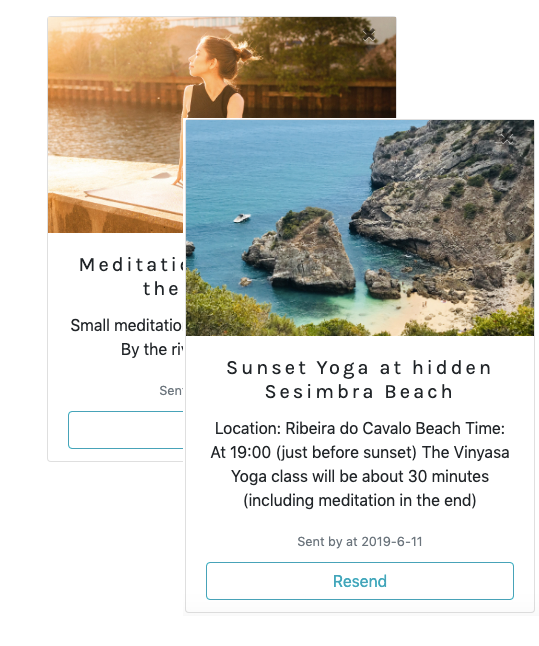 Meditatio
the
Small meditatio
By the ri
Sen
Sunset Yoga at hidden
Sesimbra Beach
Location: Ribeira do Cavalo Beach Time:
At 19:00 (just before sunset) The Vinyasa
Yoga class will be about 30 minutes
(including meditation in the end)
Sent by at 2019-6-11
Resend